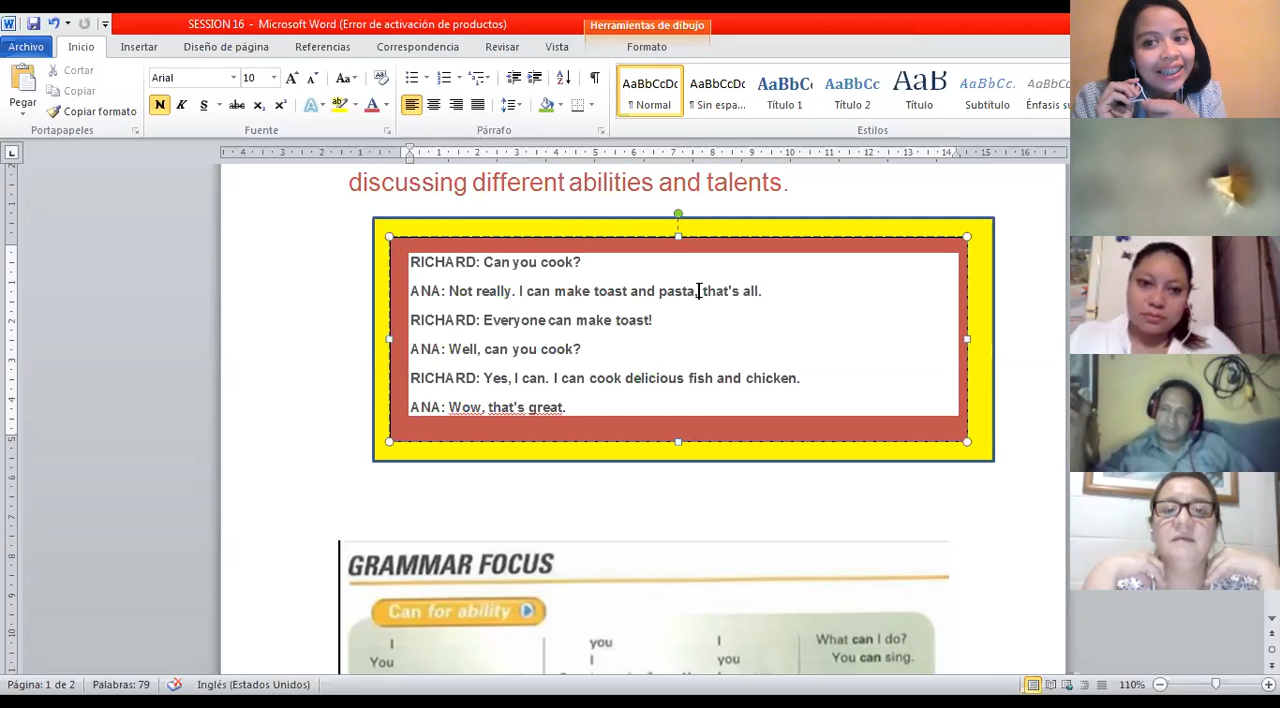 SESSION 16 - Microsoft Word (Error de activación de productos)
Herramientas de dibujo
Archivo
Inicio
Insertar
Diseño de página
Referencias
Correspondencia
Revisar
Vista
Formato
Pegar
Cortar
Copiar
Copiar formato
Portapapeles
Arial
10
Fuente
Párrafo
AaBbCcDc
¶ Normal
AaBbCcDc
¶ Sin espa...
AaBbC
Título 1
AaBbCc
Título 2
AaB
Título
AaBbCc
Subtítulo
AaBbCc
Énfasis su
Estilos
discussing different abilities and talents.
RICHARD: Can you cook?
ANA: Not really. I can make toast and pasta, that's all.
RICHARD: Everyone can make toast!
ANA: Well, can you cook?
RICHARD: Yes, I can. I can cook delicious fish and chicken.
ANA: Wow, that's great.
GRAMMAR FOCUS
Can for ability
I you I What can I do?
You I you You can sing.
Página: 1 de 2
Palabras: 79
Inglés (Estados Unidos)
110%